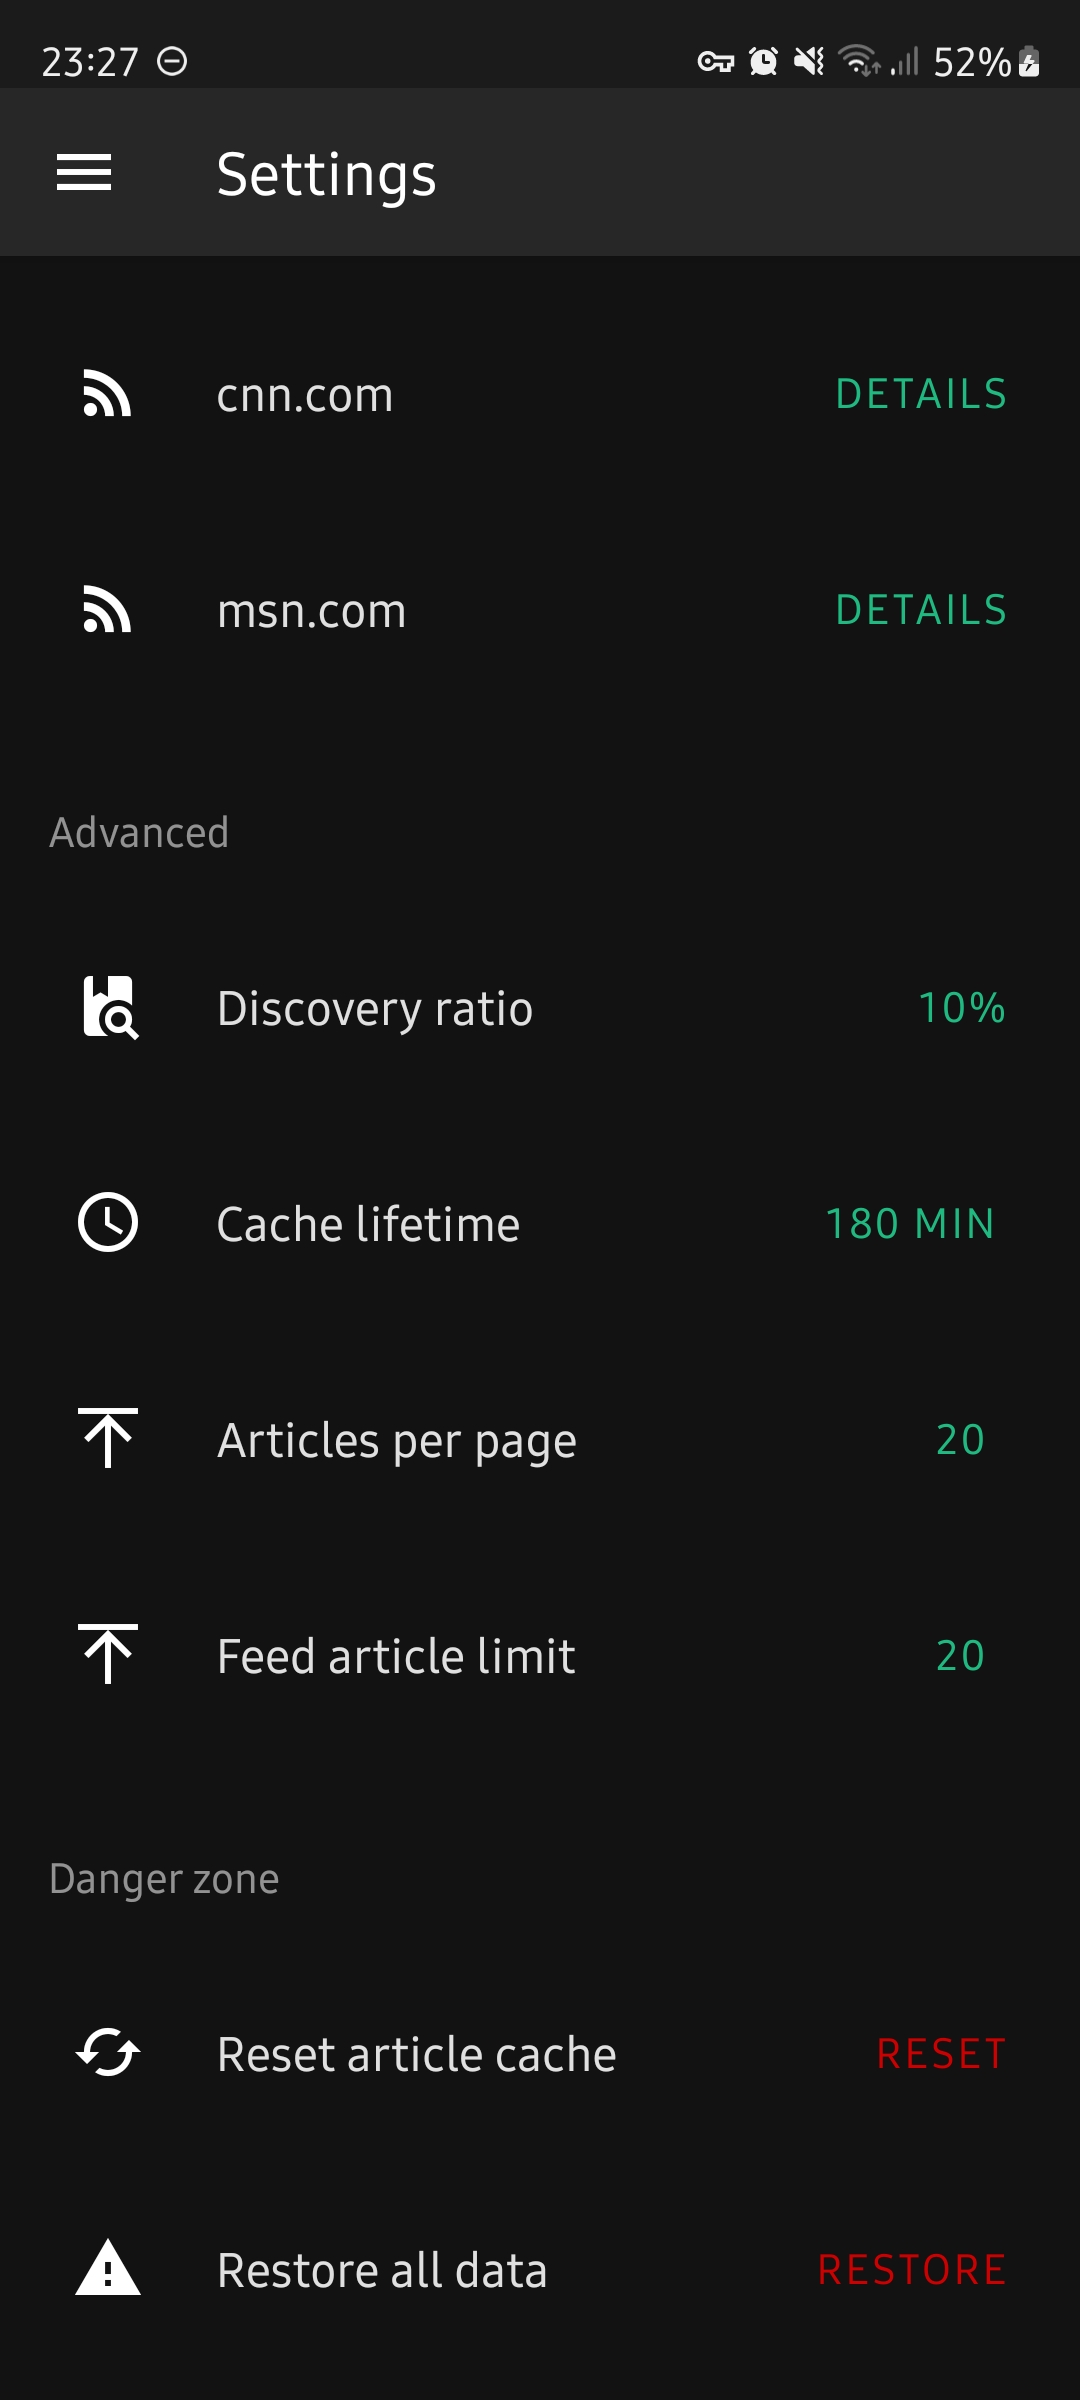 23:27 52%
Settings
cnn.com DETAILS
msn.com DETAILS
Advanced
Discovery ratio 10%
Cache lifetime 180 MIN
Articles per page 20
Feed article limit 20
Danger zone
Reset article cache RESET
Restore all data RESTORE